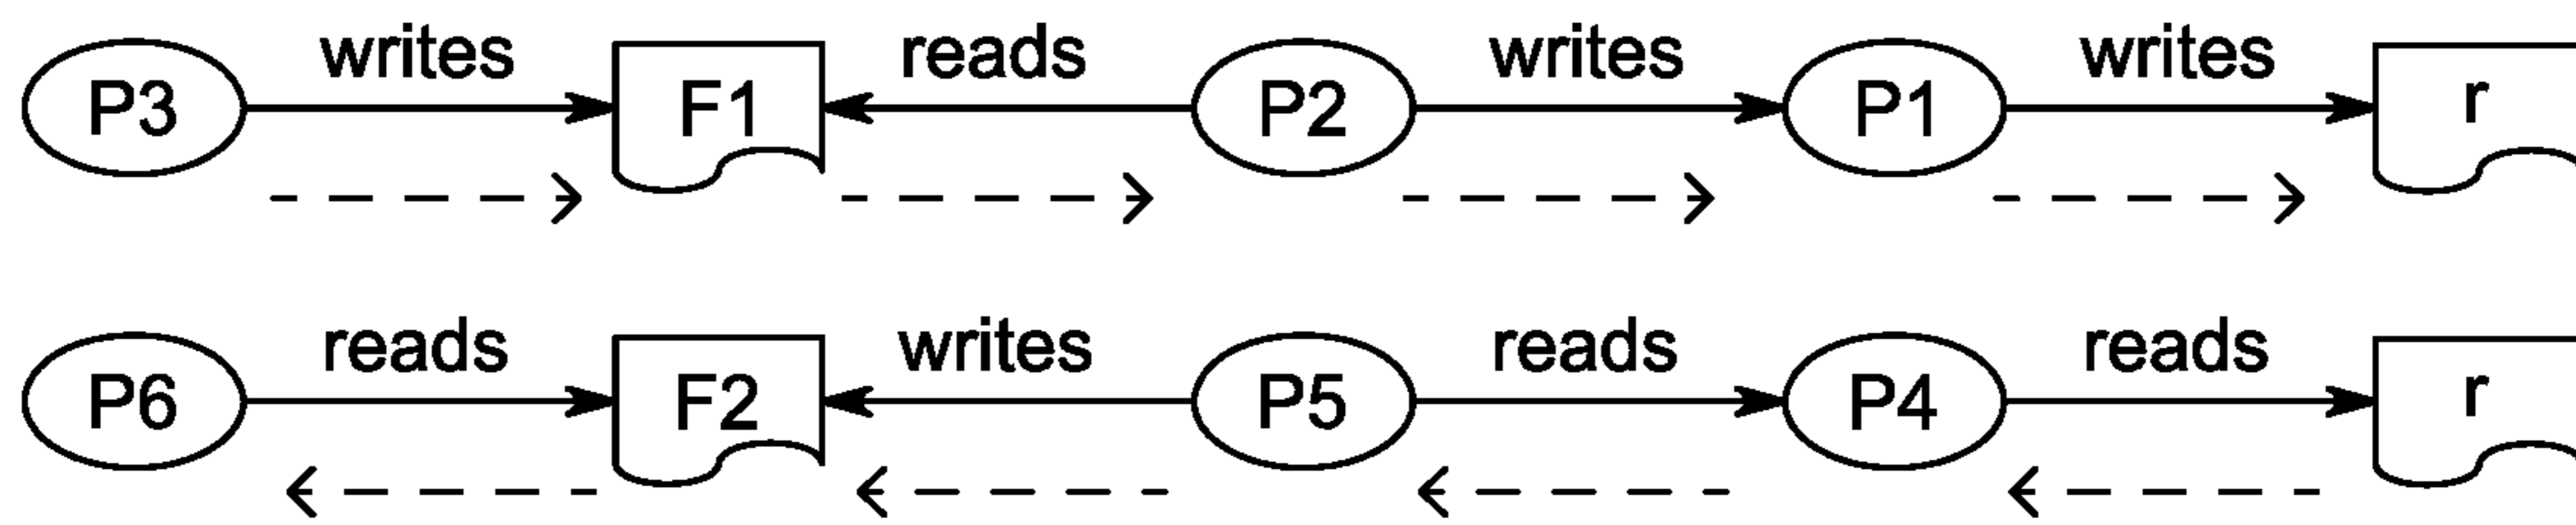 writes reads writes writes
P3 F1 P2 P1 r
reads writes reads reads
P6 F2 P5 P4 r